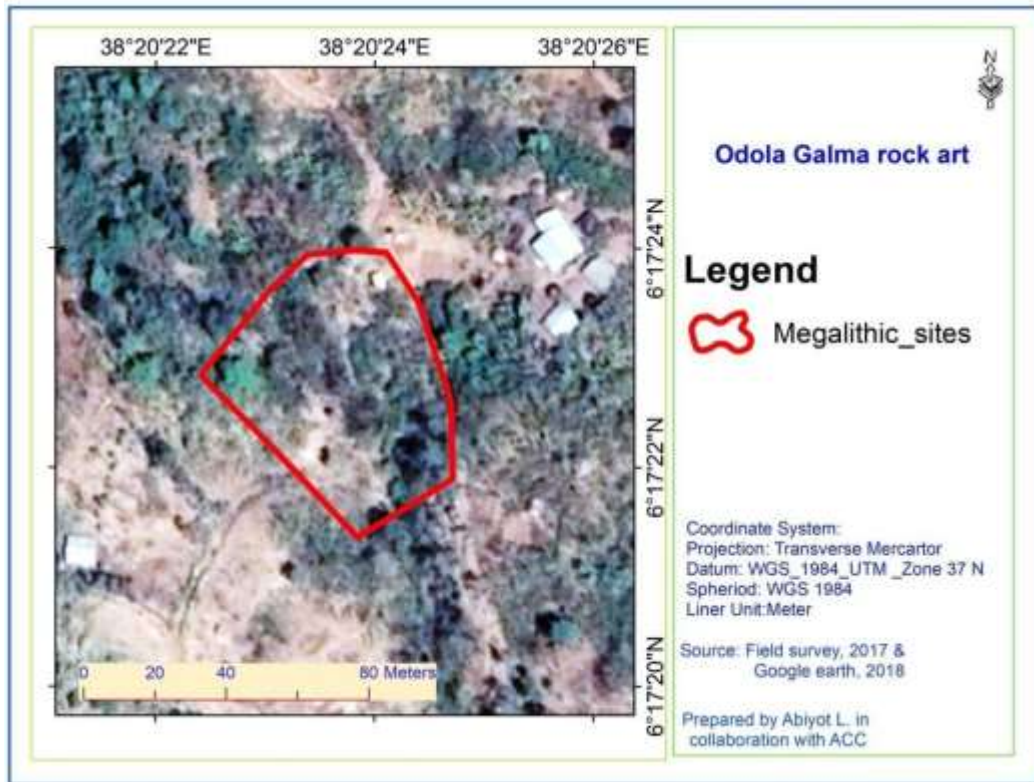 38°20'22"E 38°20'24"E 38°20'26"E
6°17'24"N
6°17'22"N
6°17'20"N
0 20 40 80 Meters
N
Odola Galma rock art
Legend
Megalithic_sites
Coordinate System:
Projection: Transverse Mercartor
Datum: WGS_1984_UTM _Zone 37 N
Spheriod: WGS 1984
Liner Unit:Meter
Source: Field survey, 2017 &
Google earth, 2018
Prepared by Abiyot L. in
collaboration with ACC